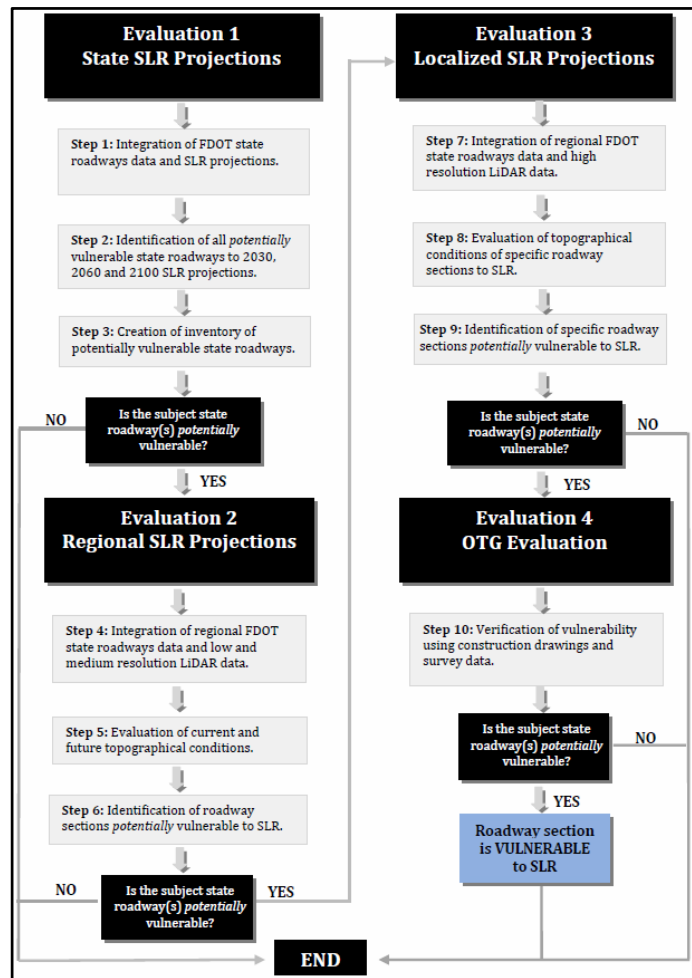 Evaluation 1
State SLR Projections
Step 1: Integration of FDOT state
roadways data and SLR projections.
Step 2: Identification of all potentially
vulnerable state roadways to 2030,
2060 and 2100 SLR projections.
Step 3: Creation of inventory of
potentially vulnerable state roadways.
NO
Is the subject state
roadway(s) potentially
vulnerable?
YES
Evaluation 2
Regional SLR Projections
Step 4: Integration of regional FDOT
state roadways data and low and
medium resolution LiDAR data.
Step 5: Evaluation of current and
future topographical conditions.
Step 6: Identification of roadway
sections potentially vulnerable to SLR.
NO
Is the subject state
roadway(s) potentially
vulnerable?
YES
Evaluation 3
Localized SLR Projections
Step 7: Integration of regional FDOT
state roadways data and high
resolution LiDAR data.
Step 8: Evaluation of topographical
conditions of specific roadway
sections to SLR.
Step 9: Identification of specific roadway
sections potentially vulnerable to SLR.
Is the subject state
roadway(s) potentially
vulnerable?
NO
YES
Evaluation 4
OTG Evaluation
Step 10: Verification of vulnerability
using construction drawings and
survey data.
Is the subject state
roadway(s) potentially
vulnerable?
NO
YES
Roadway section
is VULNERABLE
to SLR
END